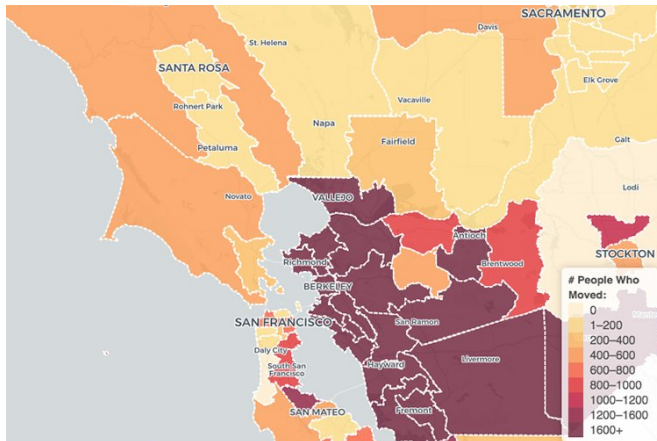 SACRAMENTO
Davis
St. Helena
SANTA ROSA
Elk Grove
Rohnert Park
Vacaville
Napa
Petaluma
Fairfield
Galt
Lodi
Novato
VALLEJO
Antioch
STOCKTON
Richmond
Brentwood
BERKELEY
SAN FRANCISCO
San Ramon
Daly City
Livermore
South San
Francisco
Hayward
SAN MATEO
Fremont
# People Who
Moved:
0
1–200
200–400
400–600
600–800
800–1000
1000–1200
1200–1600
1600+